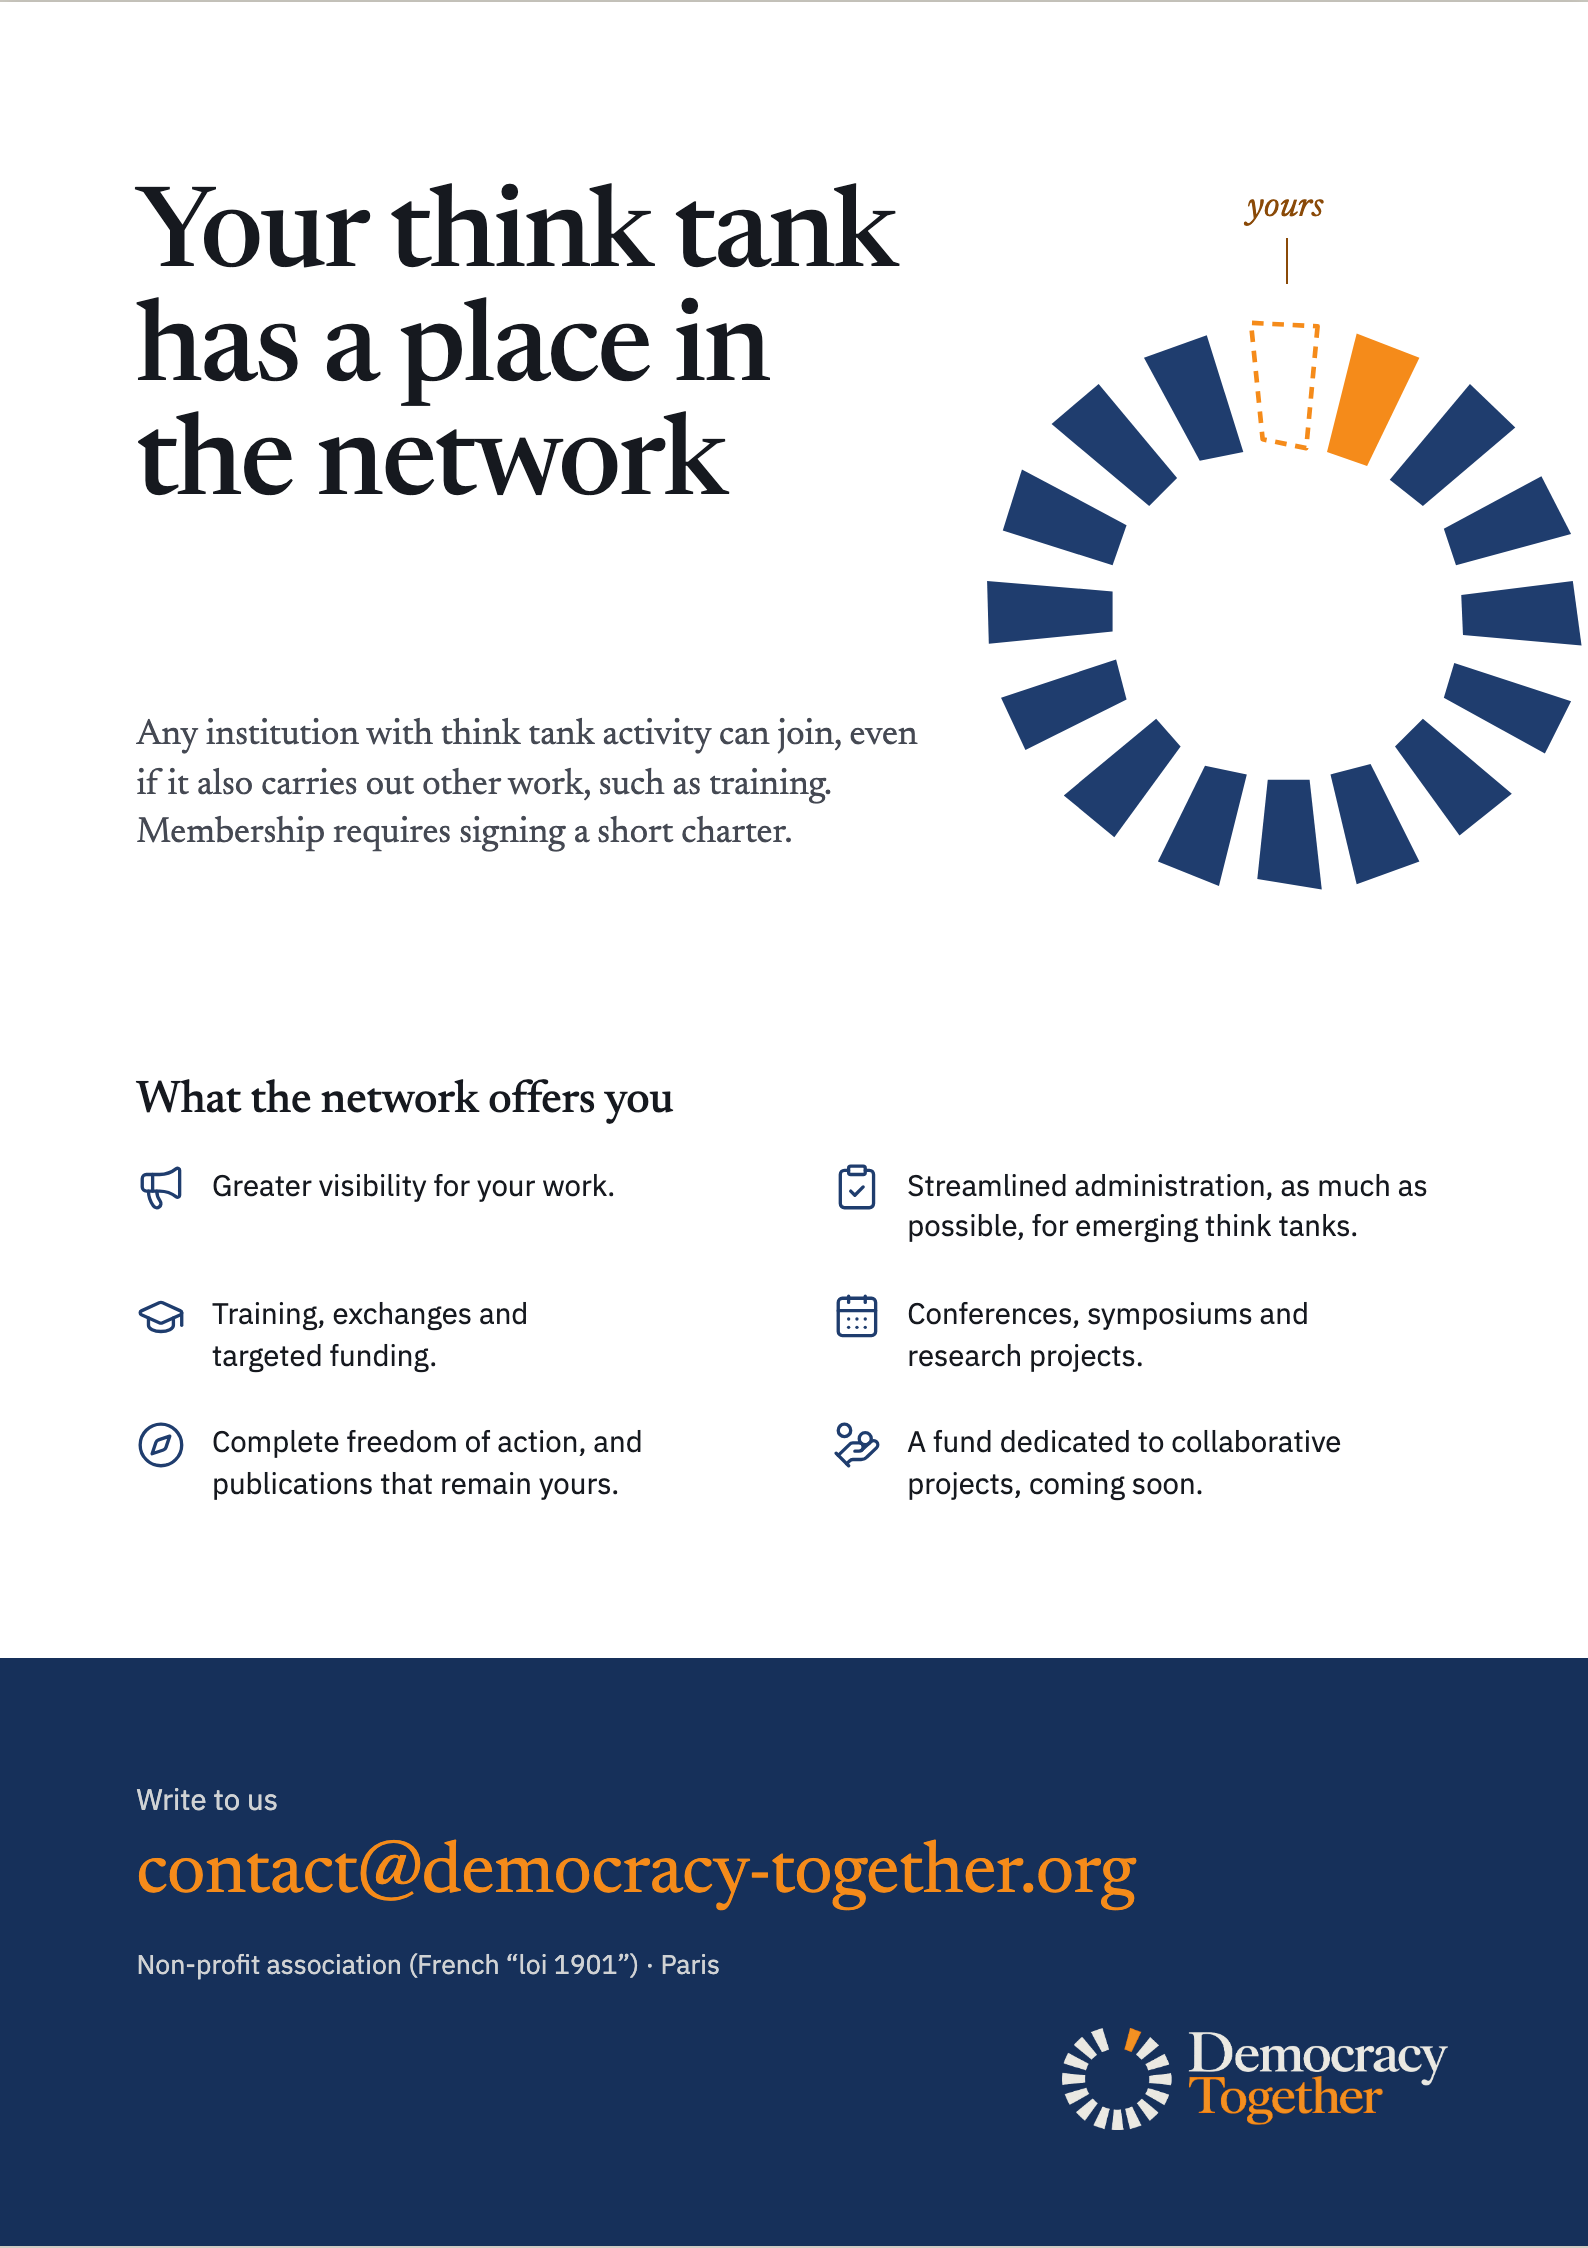 Your think tank
has a place in
the network
yours
Any institution with think tank activity can join, even
if it also carries out other work, such as training.
Membership requires signing a short charter.
What the network offers you
Greater visibility for your work.
Streamlined administration, as much as
possible, for emerging think tanks.
Training, exchanges and
targeted funding.
Conferences, symposiums and
research projects.
Complete freedom of action, and
publications that remain yours.
A fund dedicated to collaborative
projects, coming soon.
Write to us
contact@democracy-together.org
Non-profit association (French “loi 1901”) · Paris
Democracy
Together